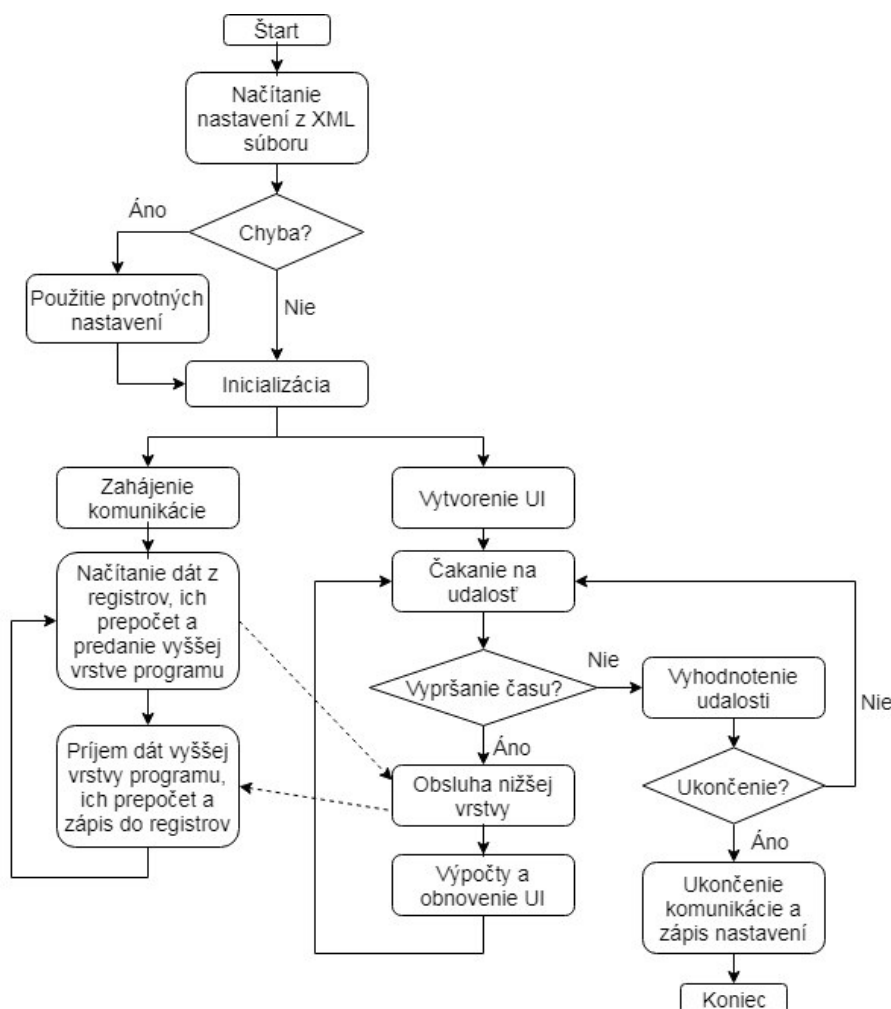 Štart
Načítanie
nastavení z XML
súboru
Áno
Chyba?
Použitie prvotných
nastavení
Nie
Inicializácia
Zahájenie
komunikácie
Načítanie dát z
registrov, ich
prepočet a
predanie vyššej
vrstve programu
Príjem dát vyššej
vrstvy programu,
ich prepočet a
zápis do registrov
Vytvorenie UI
Čakanie na
udalosť
Vypršanie času?
Nie
Áno
Obsluha nižšej
vrstvy
Výpočty a
obnovenie UI
Vyhodnotenie
udalosti
Nie
Ukončenie?
Áno
Ukončenie
komunikácie a
zápis nastavení
Koniec